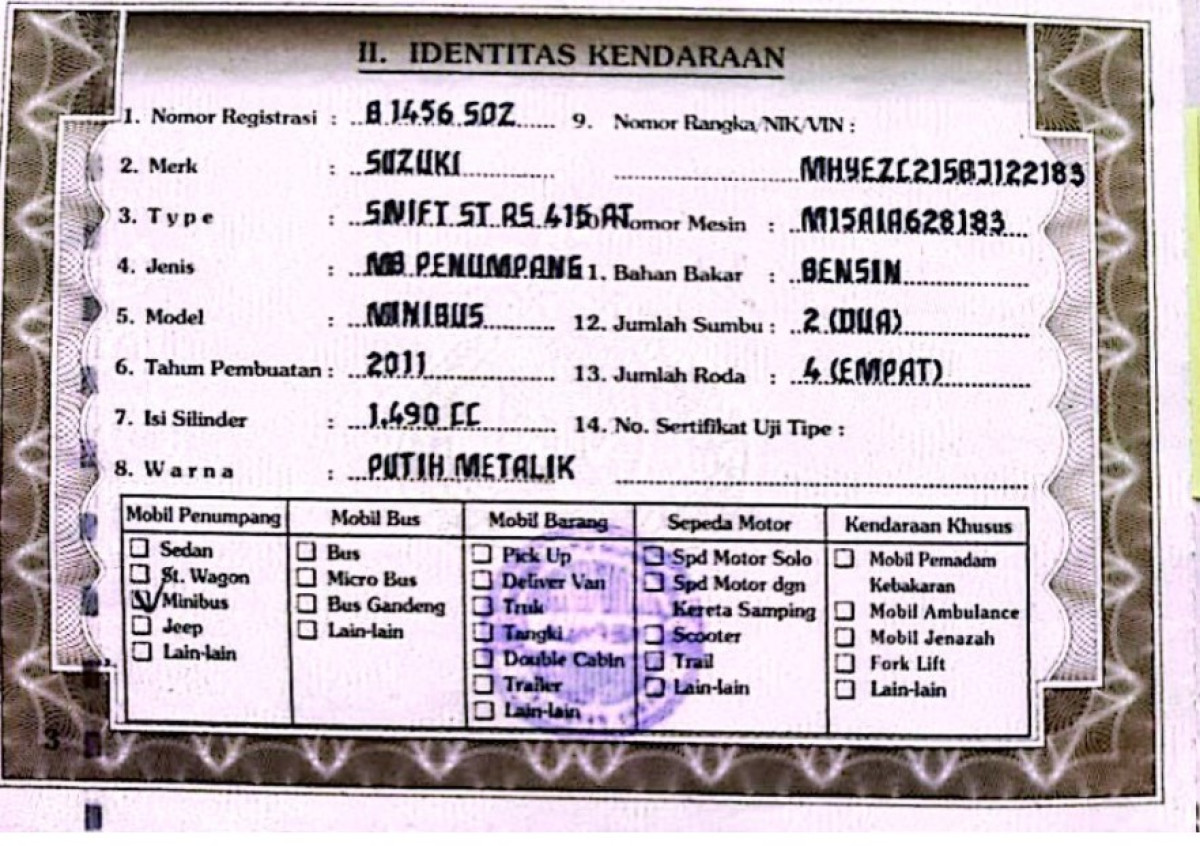 II. IDENTITAS KENDARAAN
1. Nomor Registrasi : B 1456 SOZ
2. Merk : SUZUKI
3. Type : SWIFT ST RS 415 AT
4. Jenis : MB PENUMPANG
5. Model : MINIBUS
6. Tahun Pembuatan : 2011
7. Isi Silinder : 1.490 CC
8. Warna : PUTIH METALIK
9. Nomor Rangka/NIK/VIN :
MHYEZC21SBJ122183
Nomor Mesin : M15AIA628183
1. Bahan Bakar : BENSIN
12. Jumlah Sumbu : 2 (DUA)
13. Jumlah Roda : 4 (EMPAT)
14. No. Sertifikat Uji Tipe :
Mobil Penumpang
Sedan
St. Wagon
Minibus
Jeep
Lain-lain
Mobil Bus
Bus
Micro Bus
Bus Gandeng
Lain-lain
Mobil Barang
Pick Up
Deliver Van
Truk
Tangki
Double Cabin
Trailer
Lain-lain
Sepeda Motor
Spd Motor Solo
Spd Motor dgn
Kereta Samping
Scooter
Trail
Lain-lain
Kendaraan Khusus
Mobil Pemadam
Kebakaran
Mobil Ambulance
Mobil Jenazah
Fork Lift
Lain-lain
3